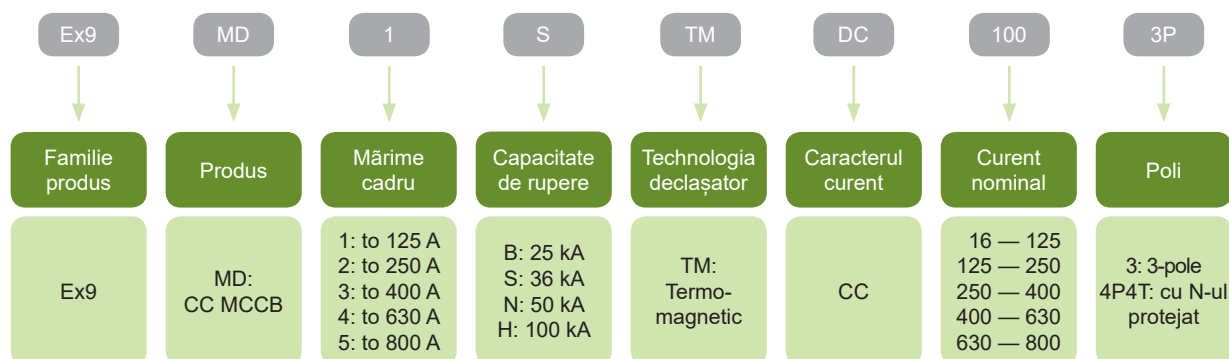 Ex9
MD
1
S
TM
DC
100
3P
Familie
produs
Produs
Mãrime
cadru
Capacitate
de rupere
Technologia
declașator
Caracterul
curent
Curent
nominal
Poli
Ex9
MD:
CC MCCB
1: to 125 A
2: to 250 A
3: to 400 A
4: to 630 A
5: to 800 A
B: 25 kA
S: 36 kA
N: 50 kA
H: 100 kA
TM:
Termo-
magnetic
CC
16 — 125
125 — 250
250 — 400
400 — 630
630 — 800
3: 3-pole
4P4T: cu N-ul
protejat